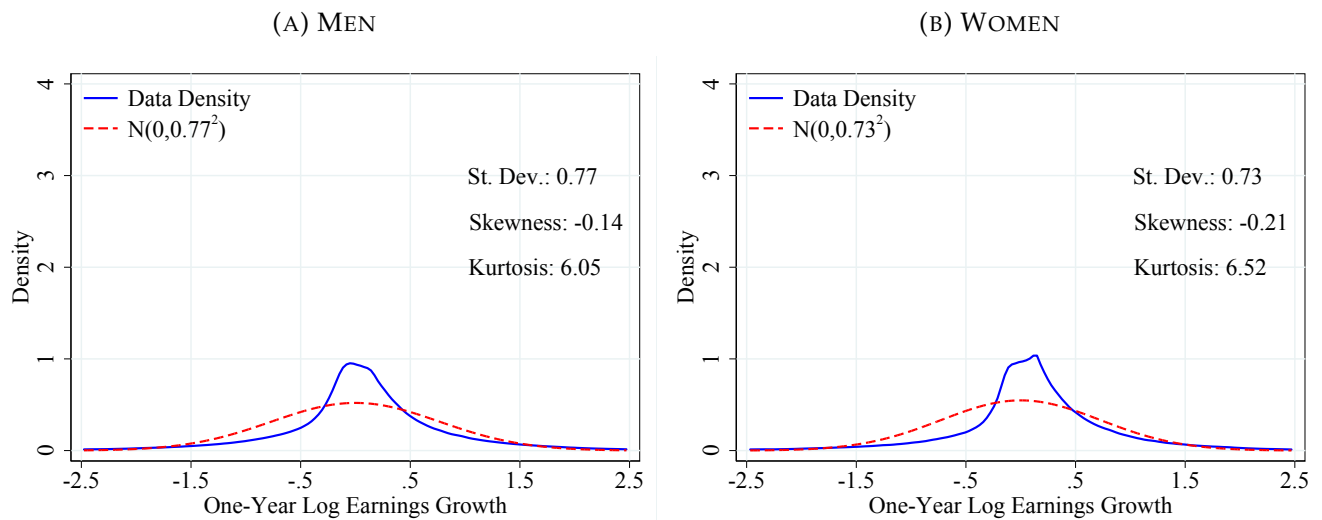 (A) MEN
Data Density
N(0,0.77²)
St. Dev.: 0.77
Skewness: -0.14
Kurtosis: 6.05
Density
0
1
2
3
4
-2.5
-1.5
-.5
.5
1.5
2.5
One-Year Log Earnings Growth
(B) WOMEN
Data Density
N(0,0.73²)
St. Dev.: 0.73
Skewness: -0.21
Kurtosis: 6.52
Density
0
1
2
3
4
-2.5
-1.5
-.5
.5
1.5
2.5
One-Year Log Earnings Growth